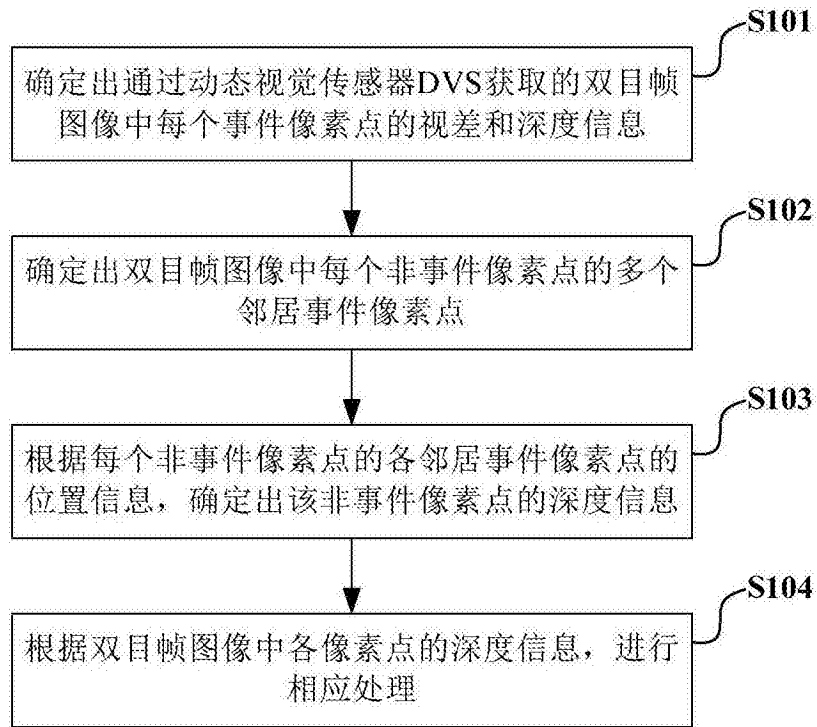 S101
确定出通过动态视觉传感器DVS获取的双目帧
图像中每个事件像素点的视差和深度信息
S102
确定出双目帧图像中每个非事件像素点的多个
邻居事件像素点
S103
根据每个非事件像素点的各邻居事件像素点的
位置信息，确定出该非事件像素点的深度信息
S104
根据双目帧图像中各像素点的深度信息，进行
相应处理